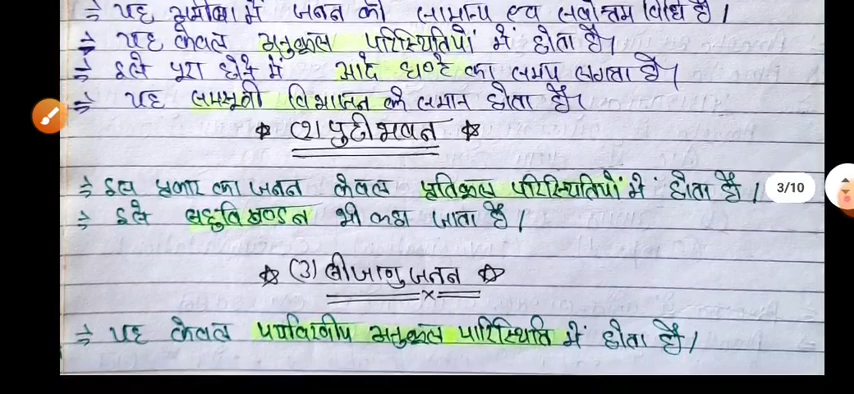 ⇒ यह अमीबा में जनन की सामान्य एवं सर्वोत्तम विधि है।
⇒ यह केवल अनुकूल परिस्थितियों में होता है।
⇒ इसे पूरा होने में आधे घण्टे का समय लगता है।
⇒ यह समसूत्री विभाजन के समान होता है।
☆ (2) पुटीभवन ☆
⇒ इस प्रकार का जनन केवल प्रतिकूल परिस्थितियों में होता है।
3/10
⇒ इसे बहुविखण्डन भी कहा जाता है।
☆ (3) बीजाणुजनन ☆
⇒ यह केवल पर्यावरणीय अनुकूल परिस्थिति में होता है।